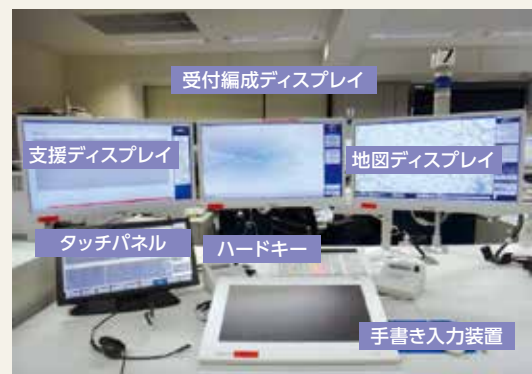 受付編成ディスプレイ
支援ディスプレイ
地図ディスプレイ
タッチパネル
ハードキー
手書き入力装置